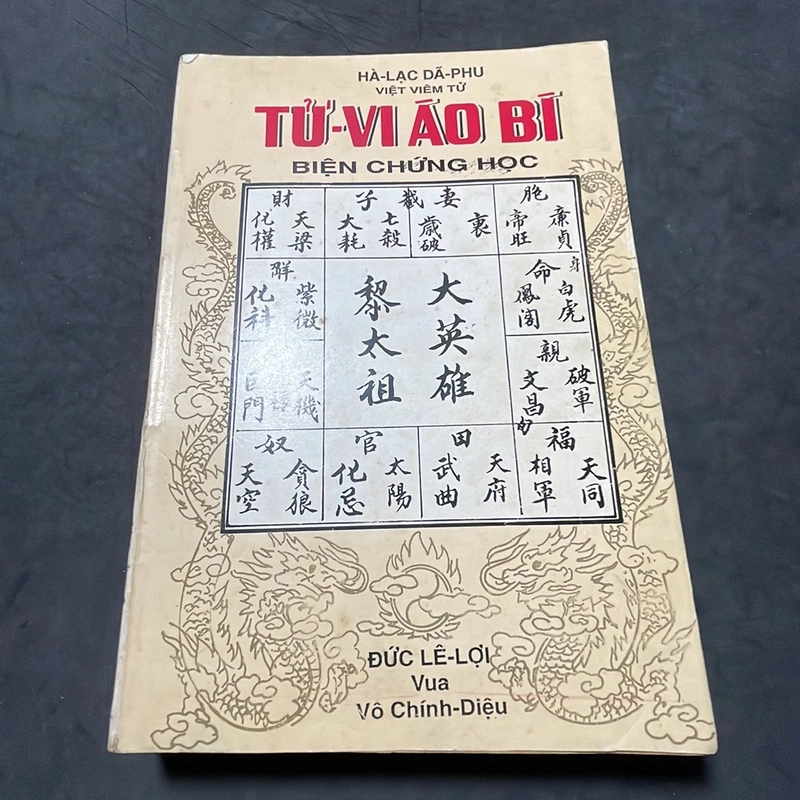 HÀ-LẠC DÃ-PHU
VIỆT VIÊM TỬ
TỬ-VI ÁO BÍ
BIỆN CHỨNG HỌC
財
化權 天梁
子
大耗 七殺
截
妻
歲破 衰
胞
帝旺 廉貞
化祿 紫微
命 身
鳳閣 白虎
巨門 天機
親
文昌 破軍
大英雄
黎太祖
奴
天空 貪狼
官
化忌 太陽
田
武曲 天府
福
相軍 天同
ĐỨC LÊ-LỢI
Vua
Vô Chính-Diệu